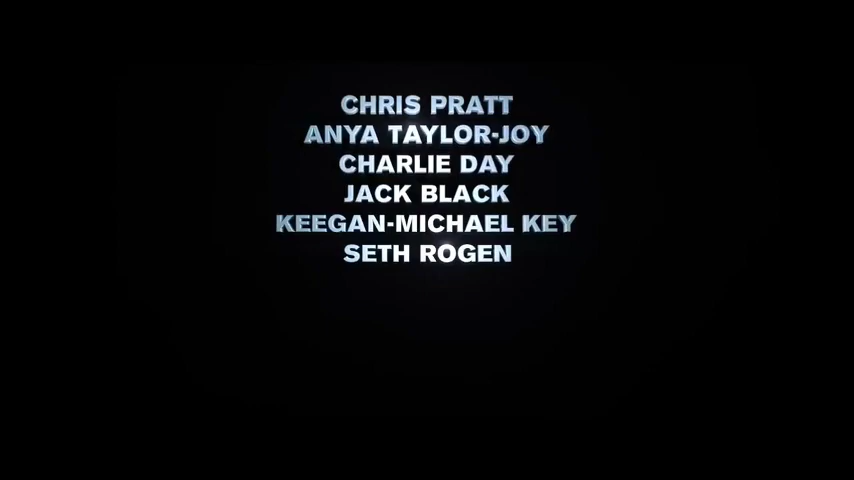 CHRIS PRATT
ANYA TAYLOR-JOY
CHARLIE DAY
JACK BLACK
KEEGAN-MICHAEL KEY
SETH ROGEN